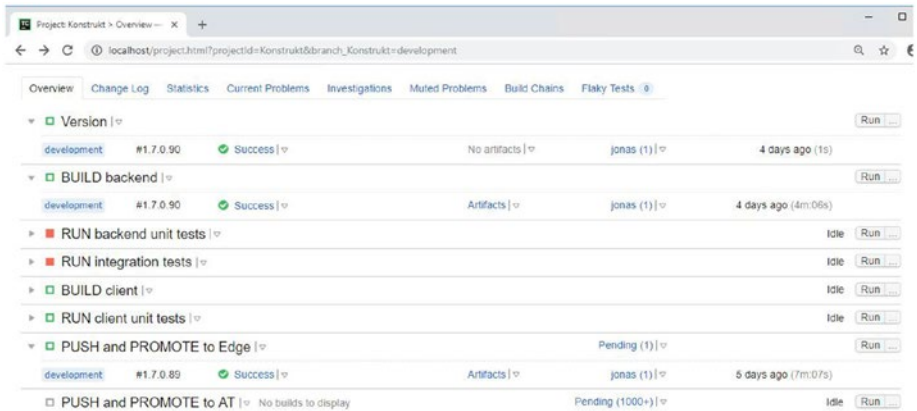 Project: Konstrukt > Overview —
localhost/project.html?projectId=Konstrukt&branch_Konstrukt=development
Overview Change Log Statistics Current Problems Investigations Muted Problems Build Chains Flaky Tests 0
Version Run ...
development #1.7.0.90 Success No artifacts jonas (1) 4 days ago (1s)
BUILD backend Run ...
development #1.7.0.90 Success Artifacts jonas (1) 4 days ago (4m:06s)
RUN backend unit tests Idle Run ...
RUN integration tests Idle Run ...
BUILD client Idle Run ...
RUN client unit tests Idle Run ...
PUSH and PROMOTE to Edge Pending (1) Run ...
development #1.7.0.89 Success Artifacts jonas (1) 5 days ago (7m:07s)
PUSH and PROMOTE to AT No builds to display Pending (1000+) Idle Run ...